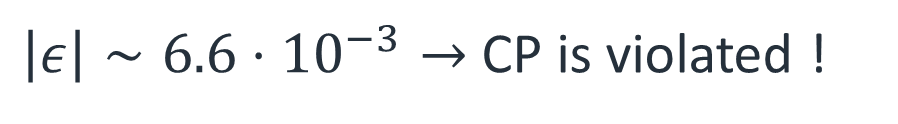 |ϵ| ~ 6.6 · 10⁻³ → CP is violated !